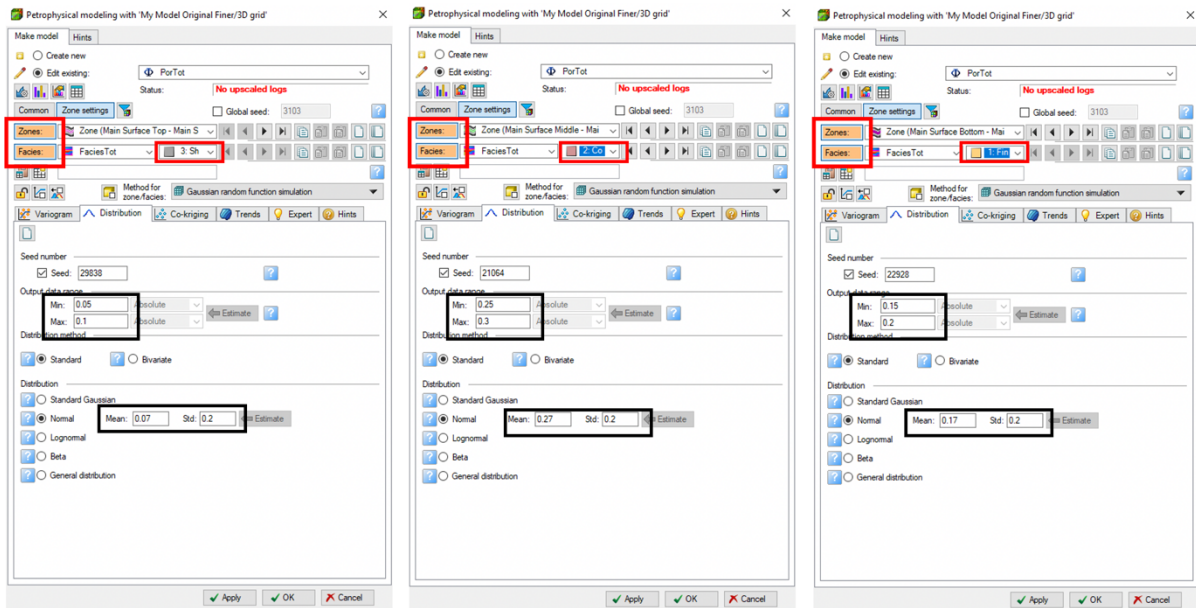 Petrophysical modeling with 'My Model Original Finer/3D grid'
Make model Hints
Create new
Edit existing: PorTot
Status: No upscaled logs
Common Zone settings Global seed: 3103
Zones: Zone (Main Surface Top - Main S
Facies: FaciesTot 3: Sh
Method for zone/facies: Gaussian random function simulation
Variogram Distribution Co-kriging Trends Expert Hints
Seed number
Seed: 29838
Output data range
Min: 0.05 Absolute
Estimate
Max: 0.1 Absolute
Distribution method
Standard Bivariate
Distribution
Standard Gaussian
Normal Mean: 0.07 Std: 0.2 Estimate
Lognormal
Beta
General distribution
Apply OK Cancel
Petrophysical modeling with 'My Model Original Finer/3D grid'
Make model Hints
Create new
Edit existing: PorTot
Status: No upscaled logs
Common Zone settings Global seed: 3103
Zones: Zone (Main Surface Middle - Mai
Facies: FaciesTot 2: Co
Method for zone/facies: Gaussian random function simulation
Variogram Distribution Co-kriging Trends Expert Hints
Seed number
Seed: 21064
Output data range
Min: 0.25 Absolute
Estimate
Max: 0.3 Absolute
Distribution method
Standard Bivariate
Distribution
Standard Gaussian
Normal Mean: 0.27 Std: 0.2 Estimate
Lognormal
Beta
General distribution
Apply OK Cancel
Petrophysical modeling with 'My Model Original Finer/3D grid'
Make model Hints
Create new
Edit existing: PorTot
Status: No upscaled logs
Common Zone settings Global seed: 3103
Zones: Zone (Main Surface Bottom - Mai
Facies: FaciesTot 1: Fin
Method for zone/facies: Gaussian random function simulation
Variogram Distribution Co-kriging Trends Expert Hints
Seed number
Seed: 22928
Output data range
Min: 0.15 Absolute
Estimate
Max: 0.2 Absolute
Distribution method
Standard Bivariate
Distribution
Standard Gaussian
Normal Mean: 0.17 Std: 0.2 Estimate
Lognormal
Beta
General distribution
Apply OK Cancel